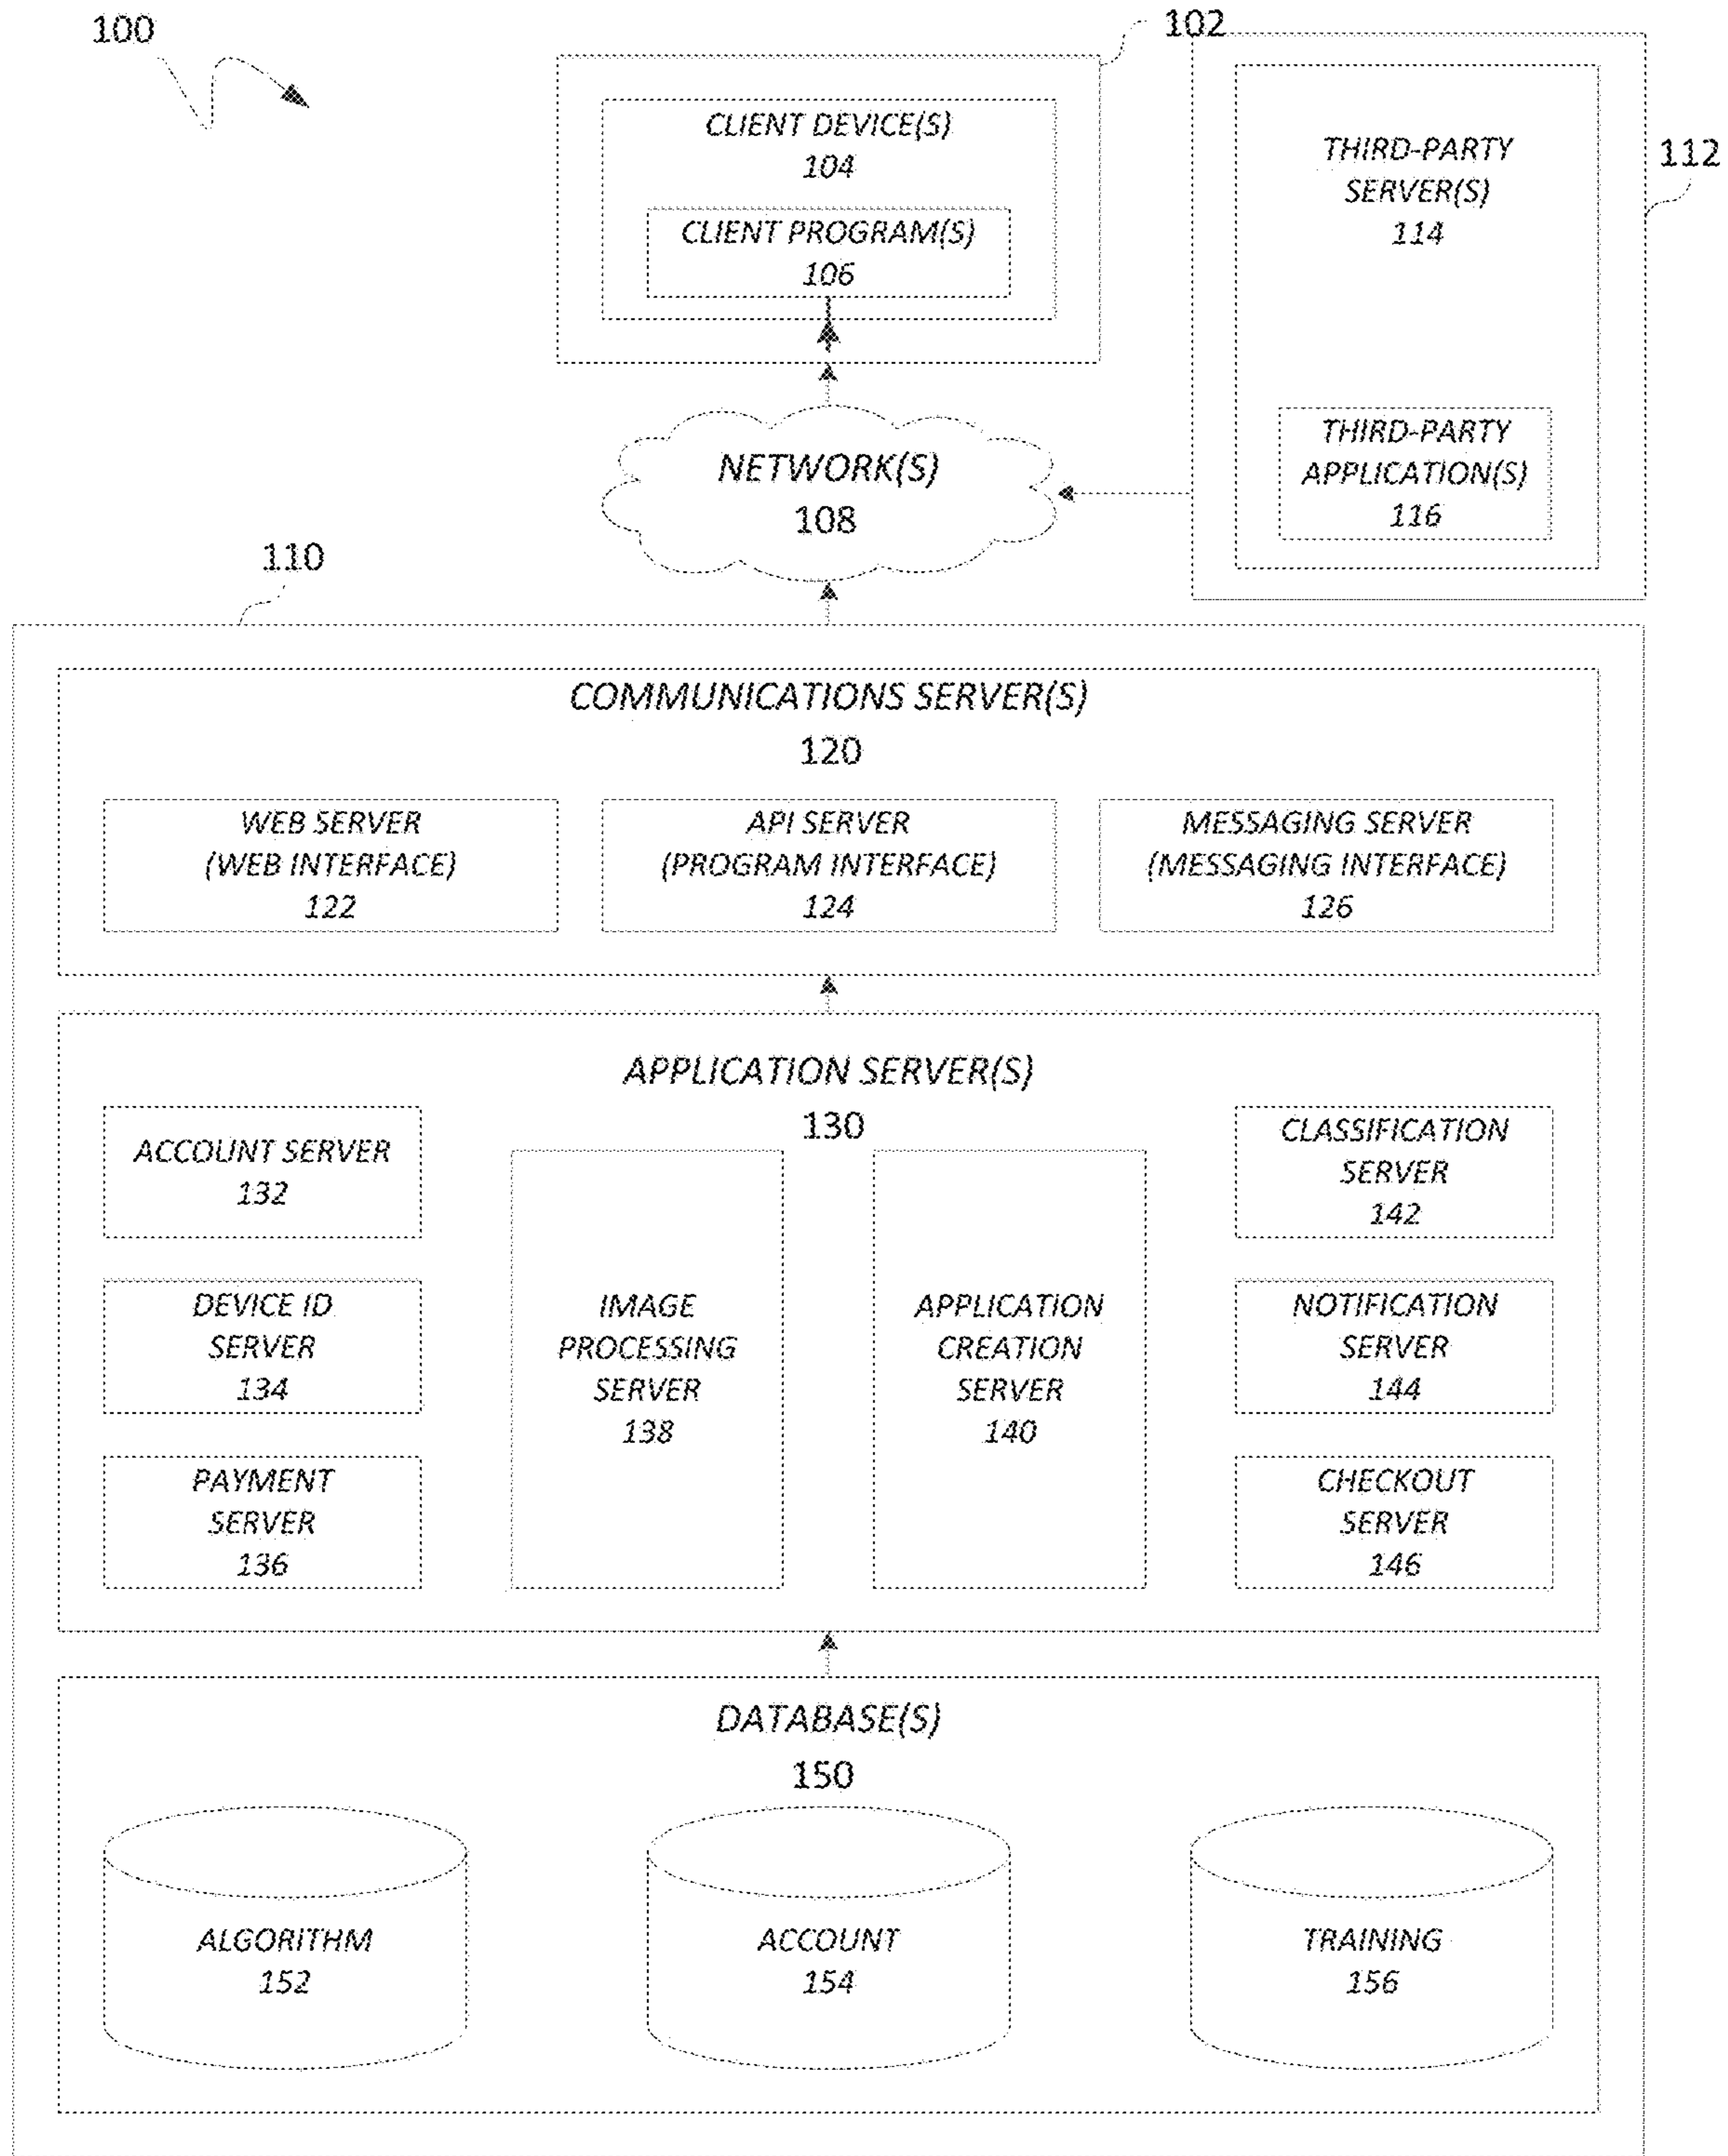 100
102
CLIENT DEVICE(S)
104
CLIENT PROGRAM(S)
106
THIRD-PARTY
SERVER(S)
114
112
THIRD-PARTY
APPLICATION(S)
116
NETWORK(S)
108
110
COMMUNICATIONS SERVER(S)
120
WEB SERVER
(WEB INTERFACE)
122
API SERVER
(PROGRAM INTERFACE)
124
MESSAGING SERVER
(MESSAGING INTERFACE)
126
APPLICATION SERVER(S)
130
ACCOUNT SERVER
132
DEVICE ID
SERVER
134
PAYMENT
SERVER
136
IMAGE
PROCESSING
SERVER
138
APPLICATION
CREATION
SERVER
140
CLASSIFICATION
SERVER
142
NOTIFICATION
SERVER
144
CHECKOUT
SERVER
146
DATABASE(S)
150
ALGORITHM
152
ACCOUNT
154
TRAINING
156